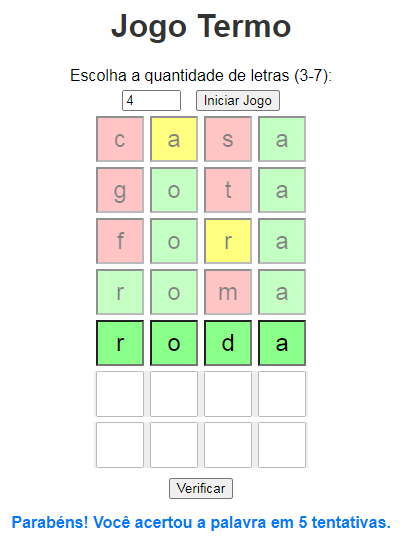 Jogo Termo
Escolha a quantidade de letras (3-7):
4 Iniciar Jogo
c a s a
g o t a
f o r a
r o m a
r o d a
Verificar
Parabéns! Você acertou a palavra em 5 tentativas.